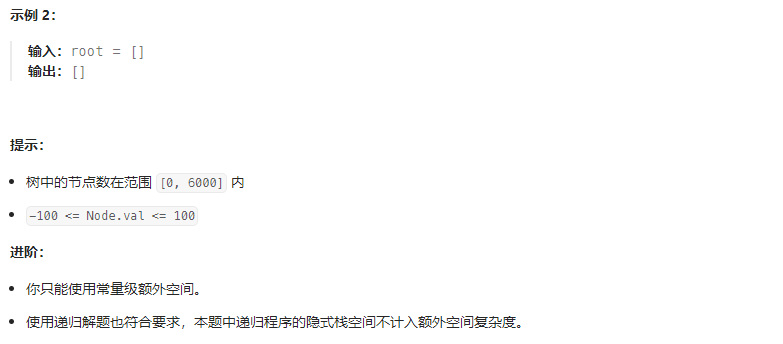 示例 2：
输入：root = []
输出：[]
提示：
• 树中的节点数在范围 [0, 6000] 内
• -100 <= Node.val <= 100
进阶：
• 你只能使用常量级额外空间。
• 使用递归解题也符合要求，本题中递归程序的隐式栈空间不计入额外空间复杂度。